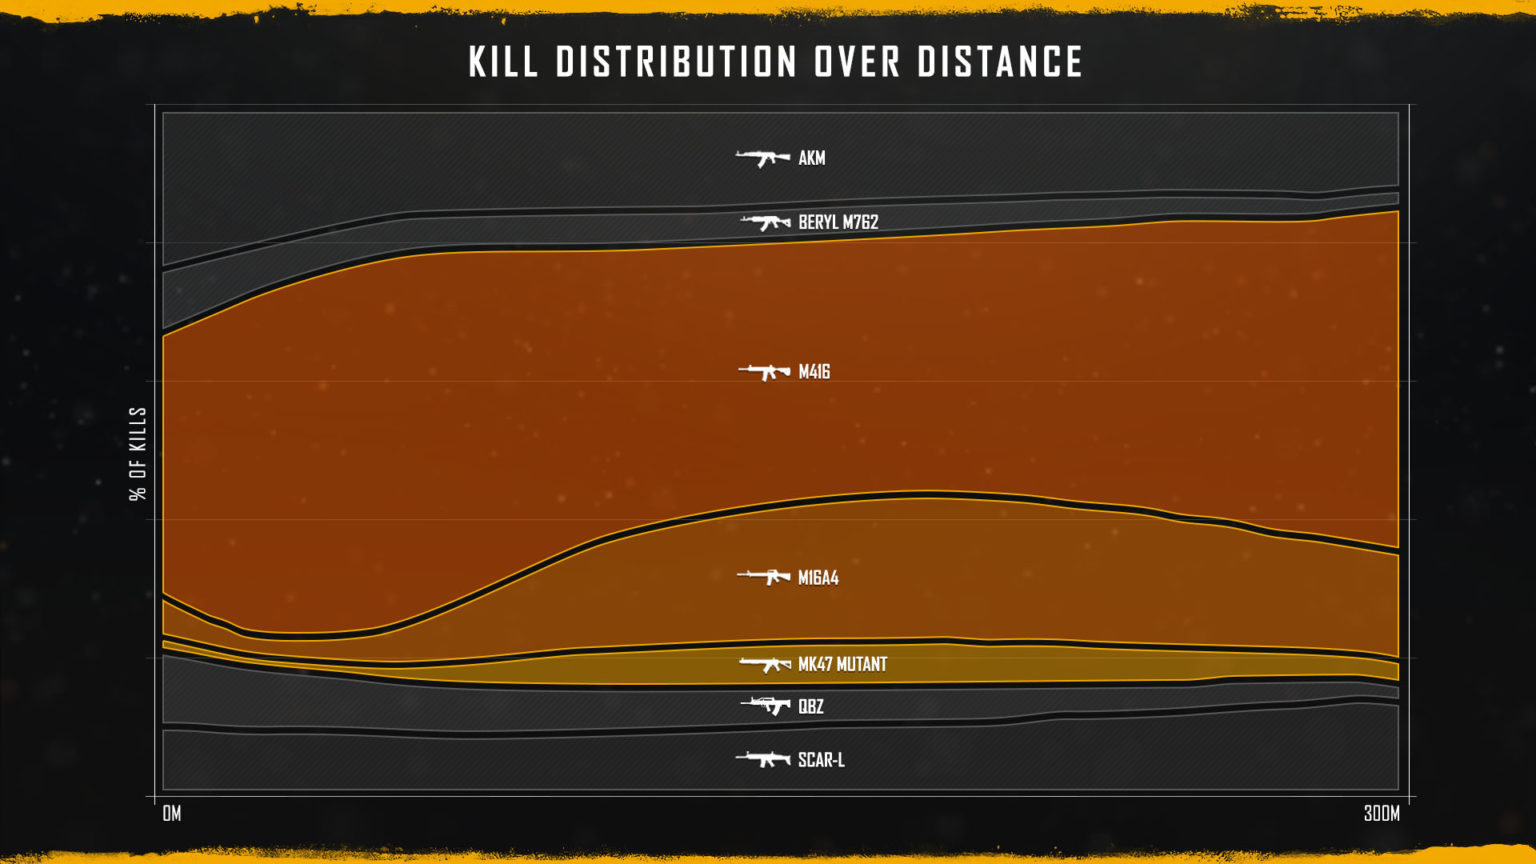 KILL DISTRIBUTION OVER DISTANCE
AKM
BERYL M762
M416
% OF KILLS
M16A4
MK47 MUTANT
QBZ
SCAR-L
0M
300M